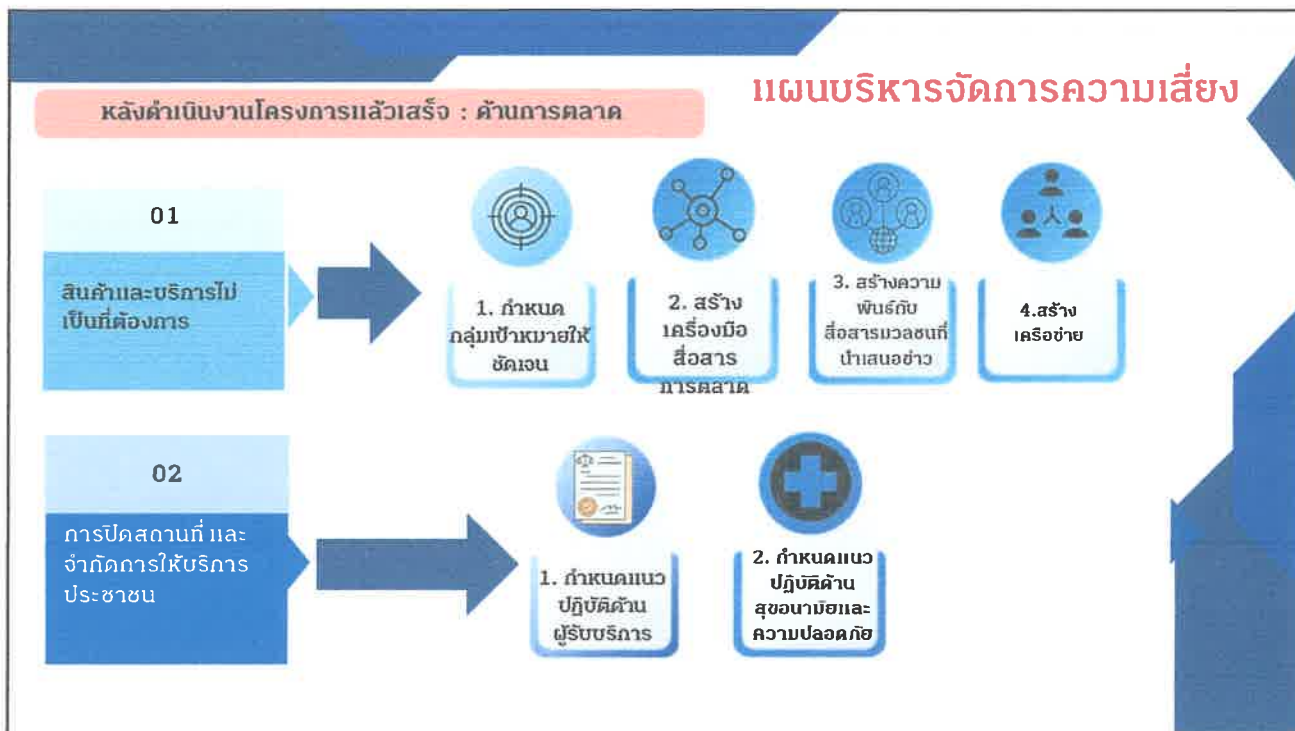 แผนบริหารจัดการความเสี่ยง
หลังดำเนินงานโครงการแล้วเสร็จ : ด้านการตลาด
01
สินค้าและบริการไม่
เป็นที่ต้องการ
1. กำหนด
กลุ่มเป้าหมายให้
ชัดเจน
2. สร้าง
เครื่องมือ
สื่อสาร
การตลาด
3. สร้างความ
พันธ์กับ
สื่อสารมวลชนที่
นำเสนอข่าว
4.สร้าง
เครือข่าย
02
การปิดสถานที่ และ
จำกัดการให้บริการ
ประชาชน
1. กำหนดแนว
ปฏิบัติด้าน
ผู้รับบริการ
2. กำหนดแนว
ปฏิบัติด้าน
สุขอนามัยและ
ความปลอดภัย